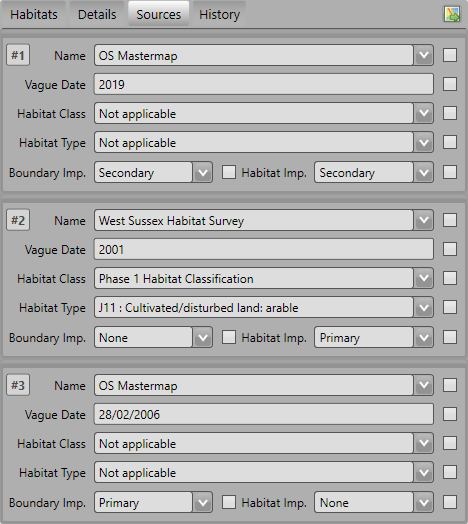 Habitats Details Sources History
#1 Name OS Mastermap
Vague Date 2019
Habitat Class Not applicable
Habitat Type Not applicable
Boundary Imp. Secondary Habitat Imp. Secondary
#2 Name West Sussex Habitat Survey
Vague Date 2001
Habitat Class Phase 1 Habitat Classification
Habitat Type J11 : Cultivated/disturbed land: arable
Boundary Imp. None Habitat Imp. Primary
#3 Name OS Mastermap
Vague Date 28/02/2006
Habitat Class Not applicable
Habitat Type Not applicable
Boundary Imp. Primary Habitat Imp. None